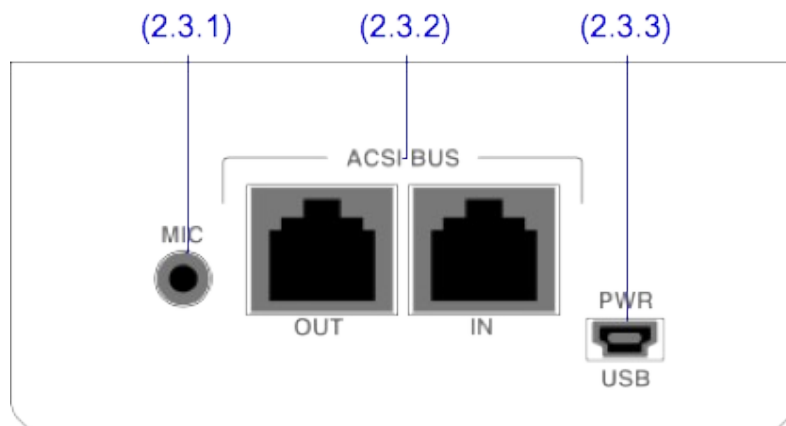 (2.3.1) (2.3.2) (2.3.3)
ACSI-BUS
MIC
OUT IN
PWR
USB